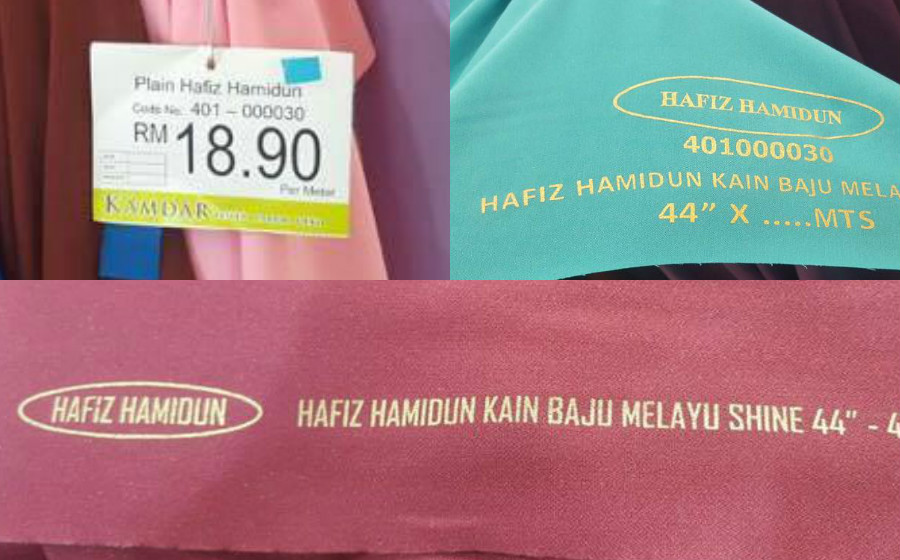 Plain Hafiz Hamidun
Code No. 401 – 000030
RM 18.90
Per Meter
KAMDAR
HAFIZ HAMIDUN
401000030
HAFIZ HAMIDUN KAIN BAJU MELA
44” X .....MTS
HAFIZ HAMIDUN
HAFIZ HAMIDUN KAIN BAJU MELAYU SHINE 44" - 4